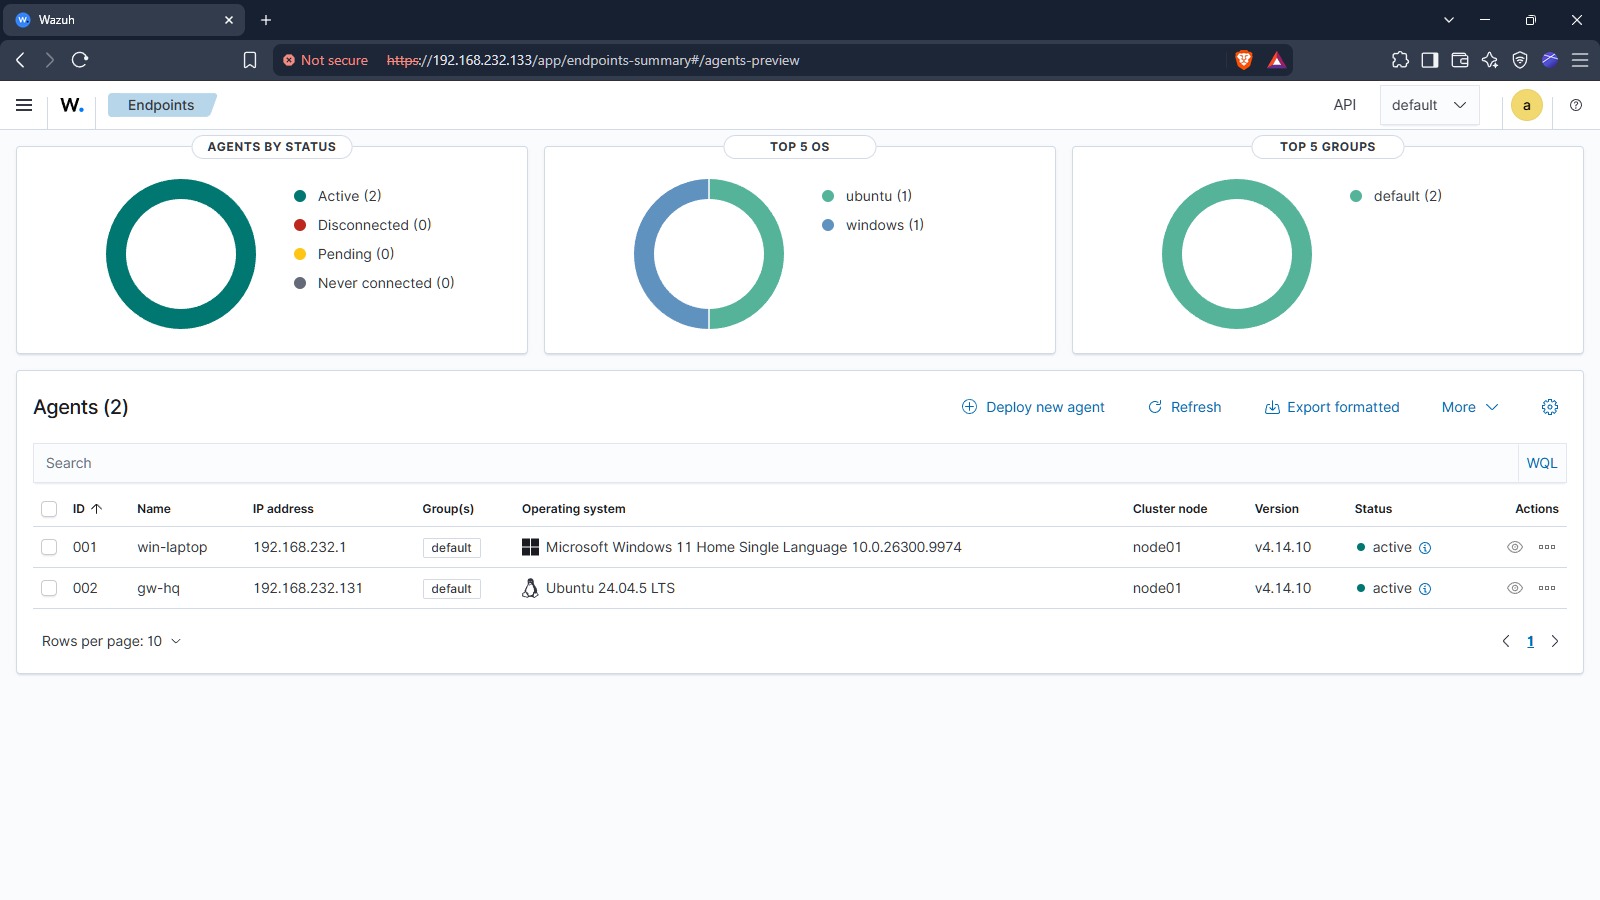 Wazuh
Not secure https://192.168.232.133/app/endpoints-summary#/agents-preview
W. Endpoints API default a
AGENTS BY STATUS
Active (2)
Disconnected (0)
Pending (0)
Never connected (0)
TOP 5 OS
ubuntu (1)
windows (1)
TOP 5 GROUPS
default (2)
Agents (2) Deploy new agent Refresh Export formatted More
Search WQL
ID Name IP address Group(s) Operating system Cluster node Version Status Actions
001 win-laptop 192.168.232.1 default Microsoft Windows 11 Home Single Language 10.0.26300.9974 node01 v4.14.10 active
002 gw-hq 192.168.232.131 default Ubuntu 24.04.5 LTS node01 v4.14.10 active
Rows per page: 10 1